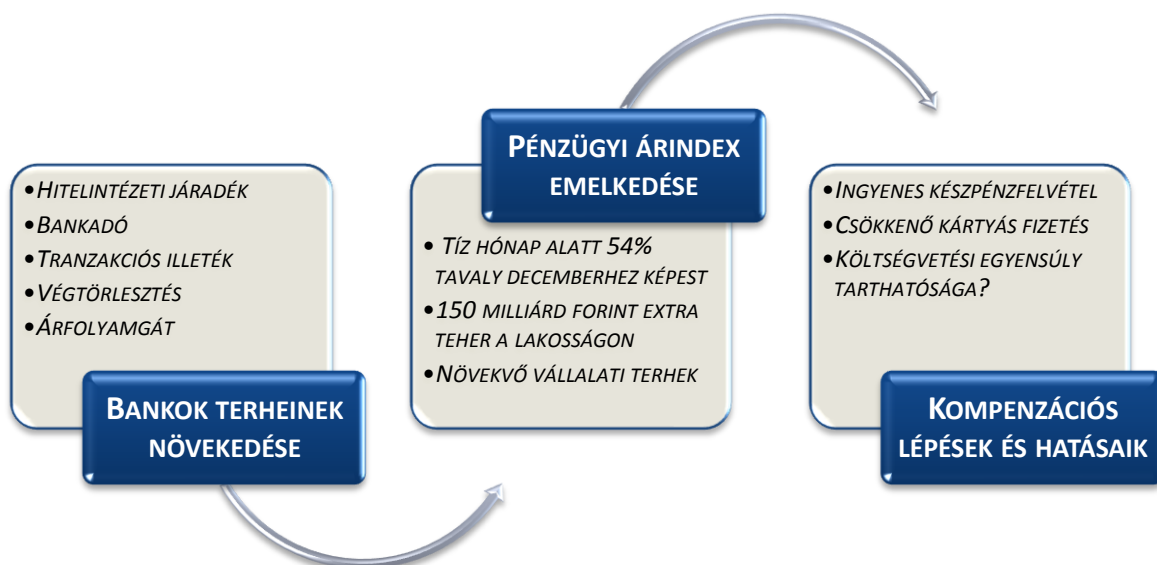 •HITELINTÉZETI JÁRADÉK
•BANKADÓ
•TRANZAKCIÓS ILLETÉK
•VÉGTÖRLESZTÉS
•ÁRFOLYAMGÁT
BANKOK TERHEINEK
NÖVEKEDÉSE
PÉNZÜGYI ÁRINDEX
EMELKEDÉSE
• TÍZ HÓNAP ALATT 54%
TAVALY DECEMBERHEZ KÉPEST
•150 MILLIÁRD FORINT EXTRA
TEHER A LAKOSSÁGON
•NÖVEKVŐ VÁLLALATI TERHEK
•INGYENES KÉSZPÉNZFELVÉTEL
•CSÖKKENŐ KÁRTYÁS FIZETÉS
•KÖLTSÉGVETÉSI EGYENSÚLY
TARTHATÓSÁGA?
KOMPENZÁCIÓS
LÉPÉSEK ÉS HATÁSAIK